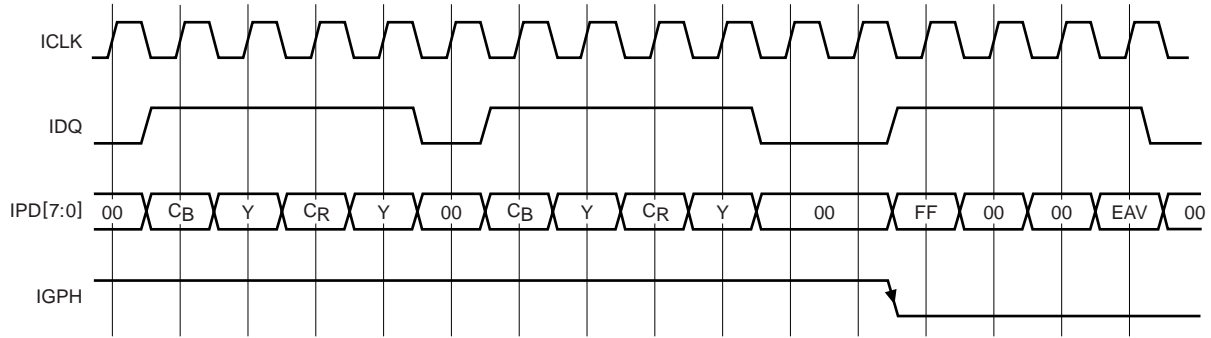 ICLK
IDQ
IPD[7:0] 00 CB Y CR Y 00 CB Y CR Y 00 FF 00 00 EAV 00
IGPH